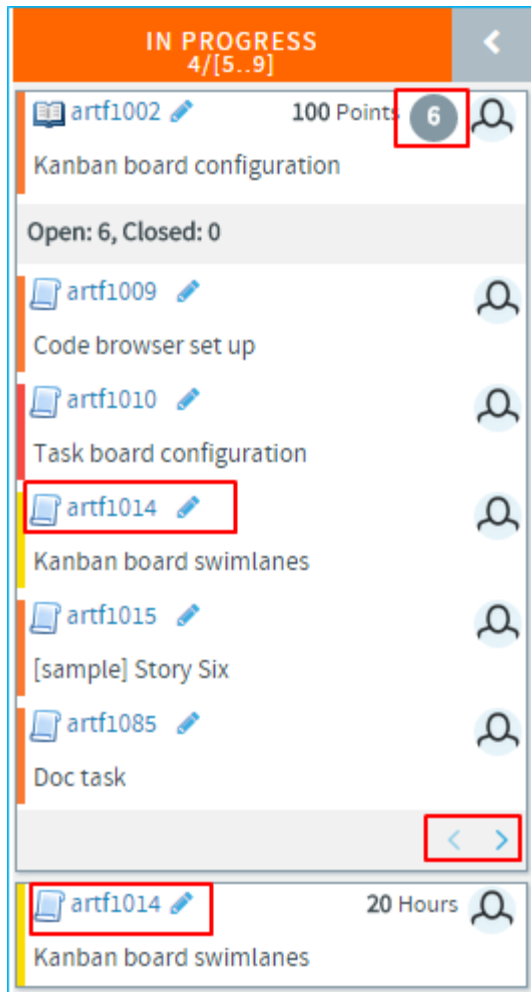 IN PROGRESS
4/[5..9]
artf1002 100 Points 6
Kanban board configuration
Open: 6, Closed: 0
artf1009
Code browser set up
artf1010
Task board configuration
artf1014
Kanban board swimlanes
artf1015
[sample] Story Six
artf1085
Doc task
artf1014 20 Hours
Kanban board swimlanes